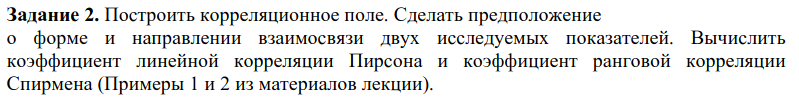 Задание 2. Построить корреляционное поле. Сделать предположение
о форме и направлении взаимосвязи двух исследуемых показателей. Вычислить
коэффициент линейной корреляции Пирсона и коэффициент ранговой корреляции
Спирмена (Примеры 1 и 2 из материалов лекции).